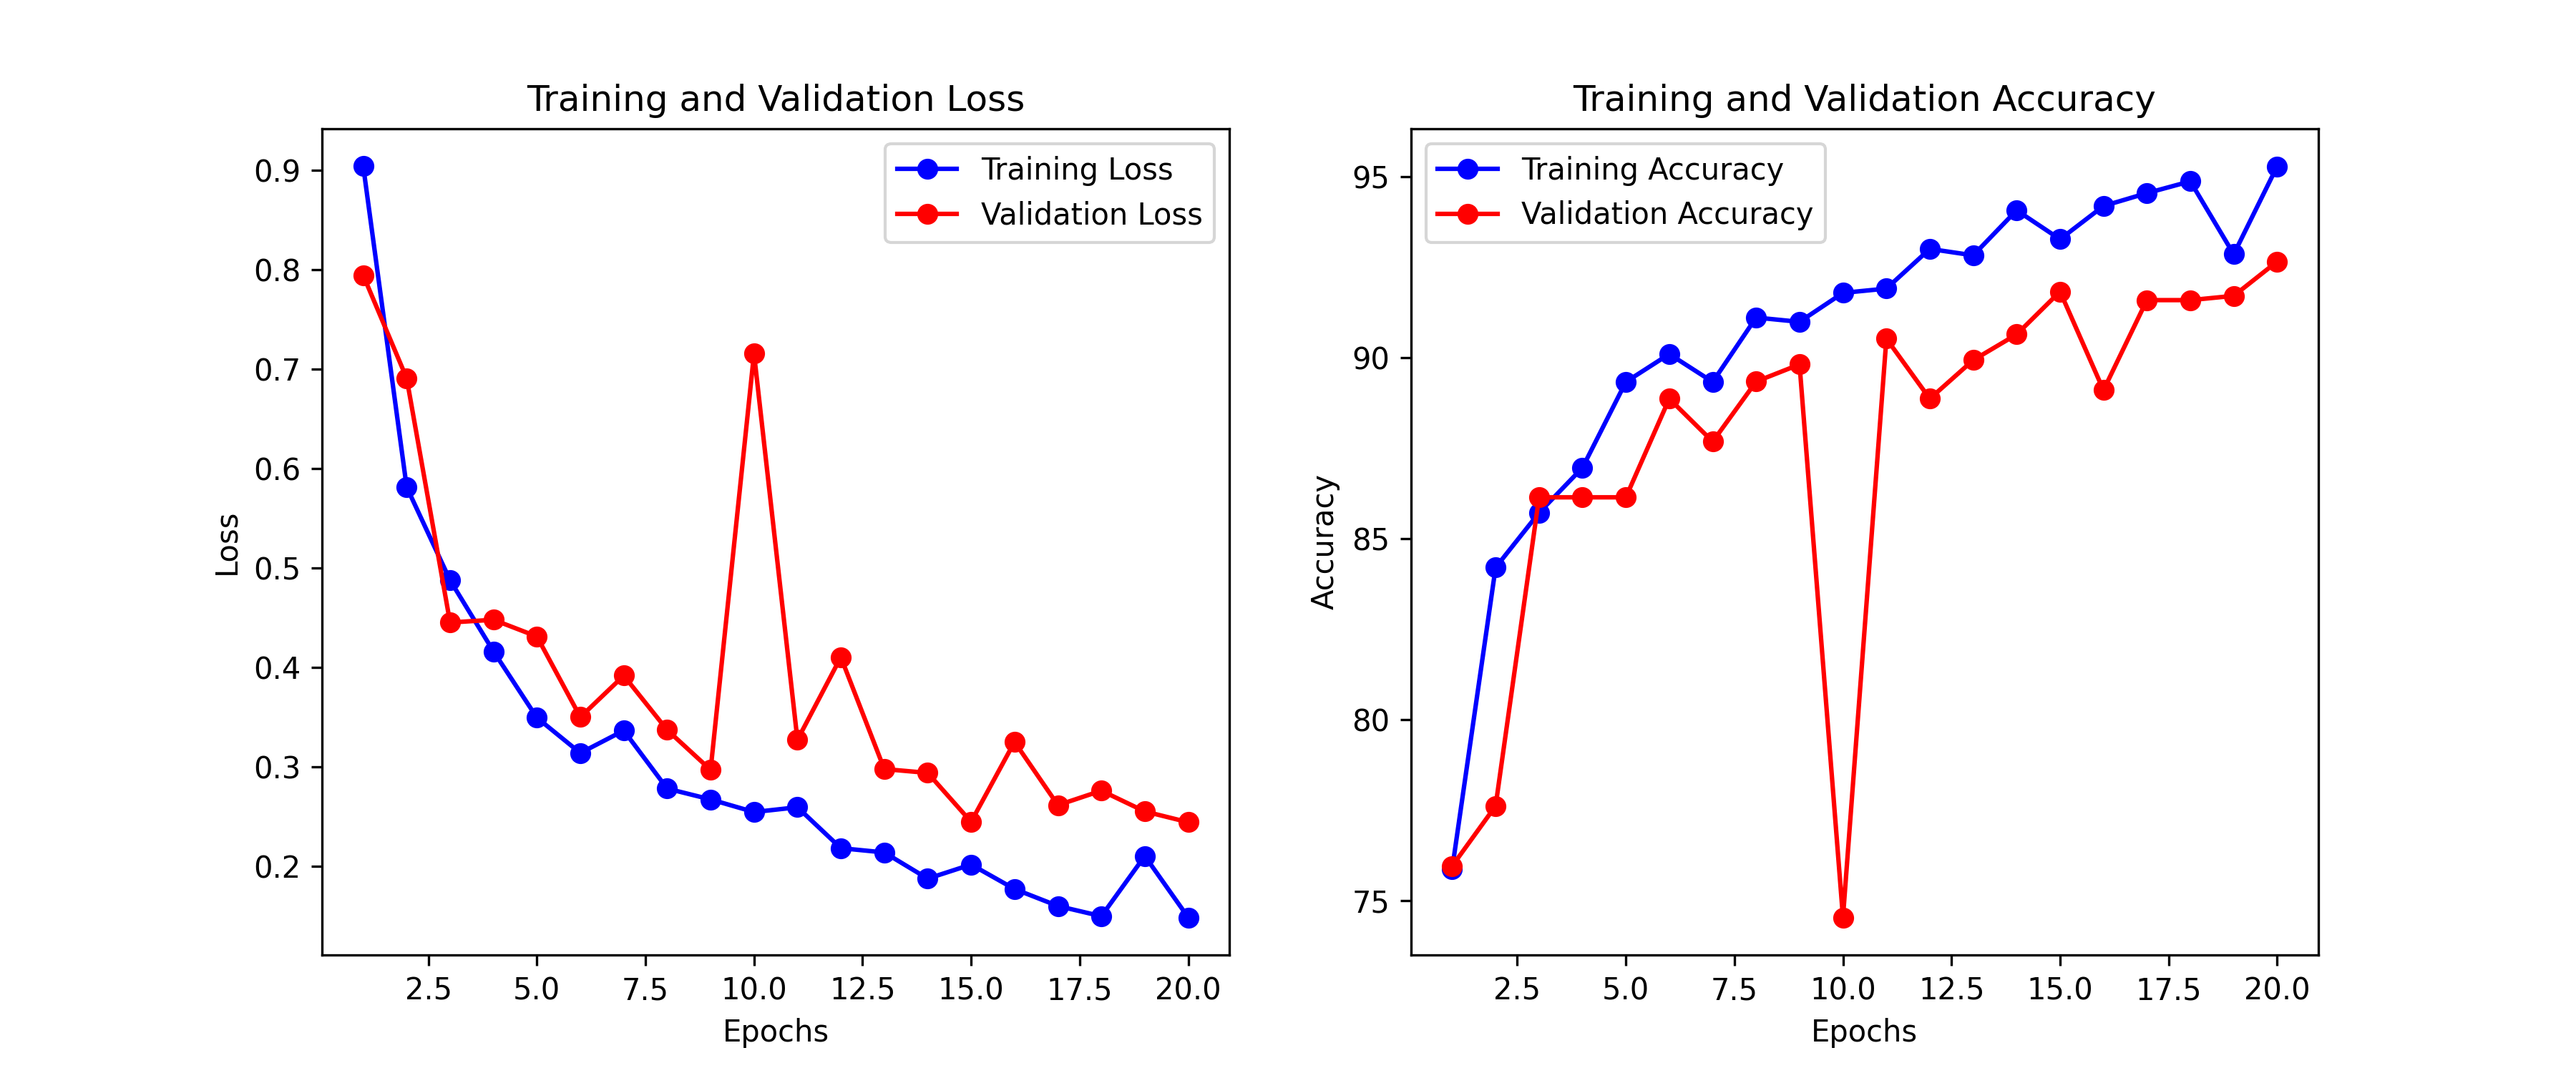 Training and Validation Loss
Training Loss
Validation Loss
Loss
0.9
0.8
0.7
0.6
0.5
0.4
0.3
0.2
2.5 5.0 7.5 10.0 12.5 15.0 17.5 20.0
Epochs
Training and Validation Accuracy
Training Accuracy
Validation Accuracy
Accuracy
95
90
85
80
75
2.5 5.0 7.5 10.0 12.5 15.0 17.5 20.0
Epochs